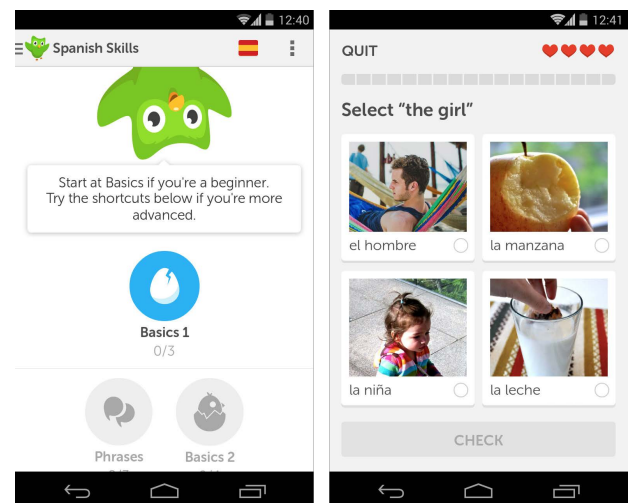 12:40
Spanish Skills
Start at Basics if you're a beginner.
Try the shortcuts below if you're more
advanced.
Basics 1
0/3
Phrases
Basics 2
12:41
QUIT
Select “the girl”
el hombre
la manzana
la niña
la leche
CHECK